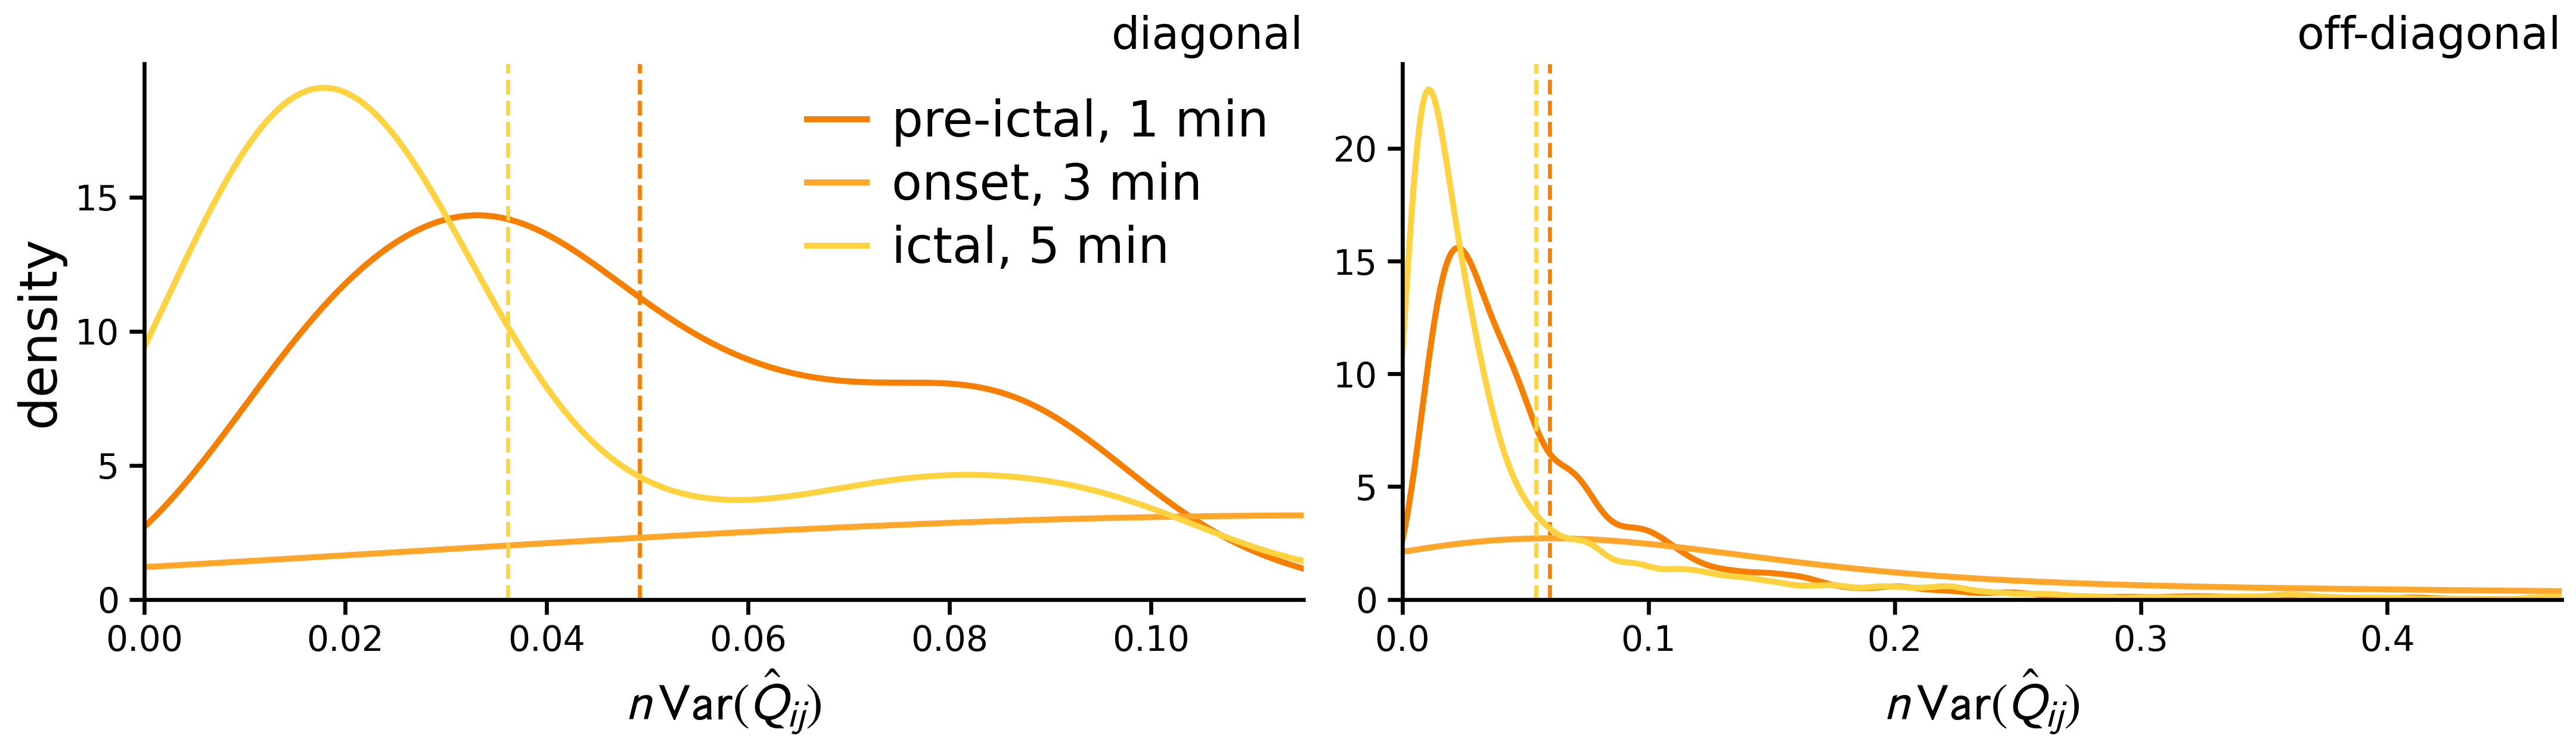 diagonal
density
15
10
5
0
0.00 0.02 0.04 0.06 0.08 0.10
n Var(Q̂ij)
pre-ictal, 1 min
onset, 3 min
ictal, 5 min
off-diagonal
20
15
10
5
0
0.0 0.1 0.2 0.3 0.4
n Var(Q̂ij)